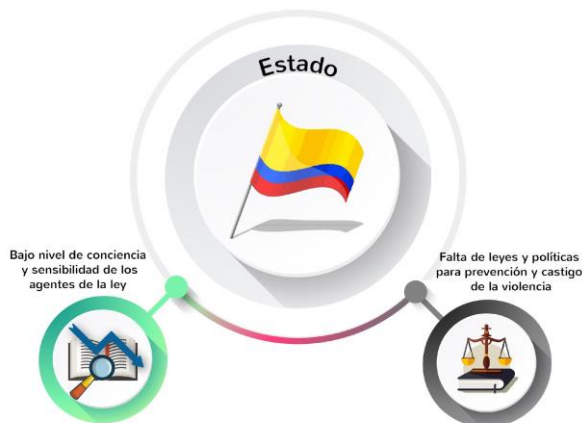 Estado
Bajo nivel de conciencia
y sensibilidad de los
agentes de la ley
Falta de leyes y políticas
para prevención y castigo
de la violencia